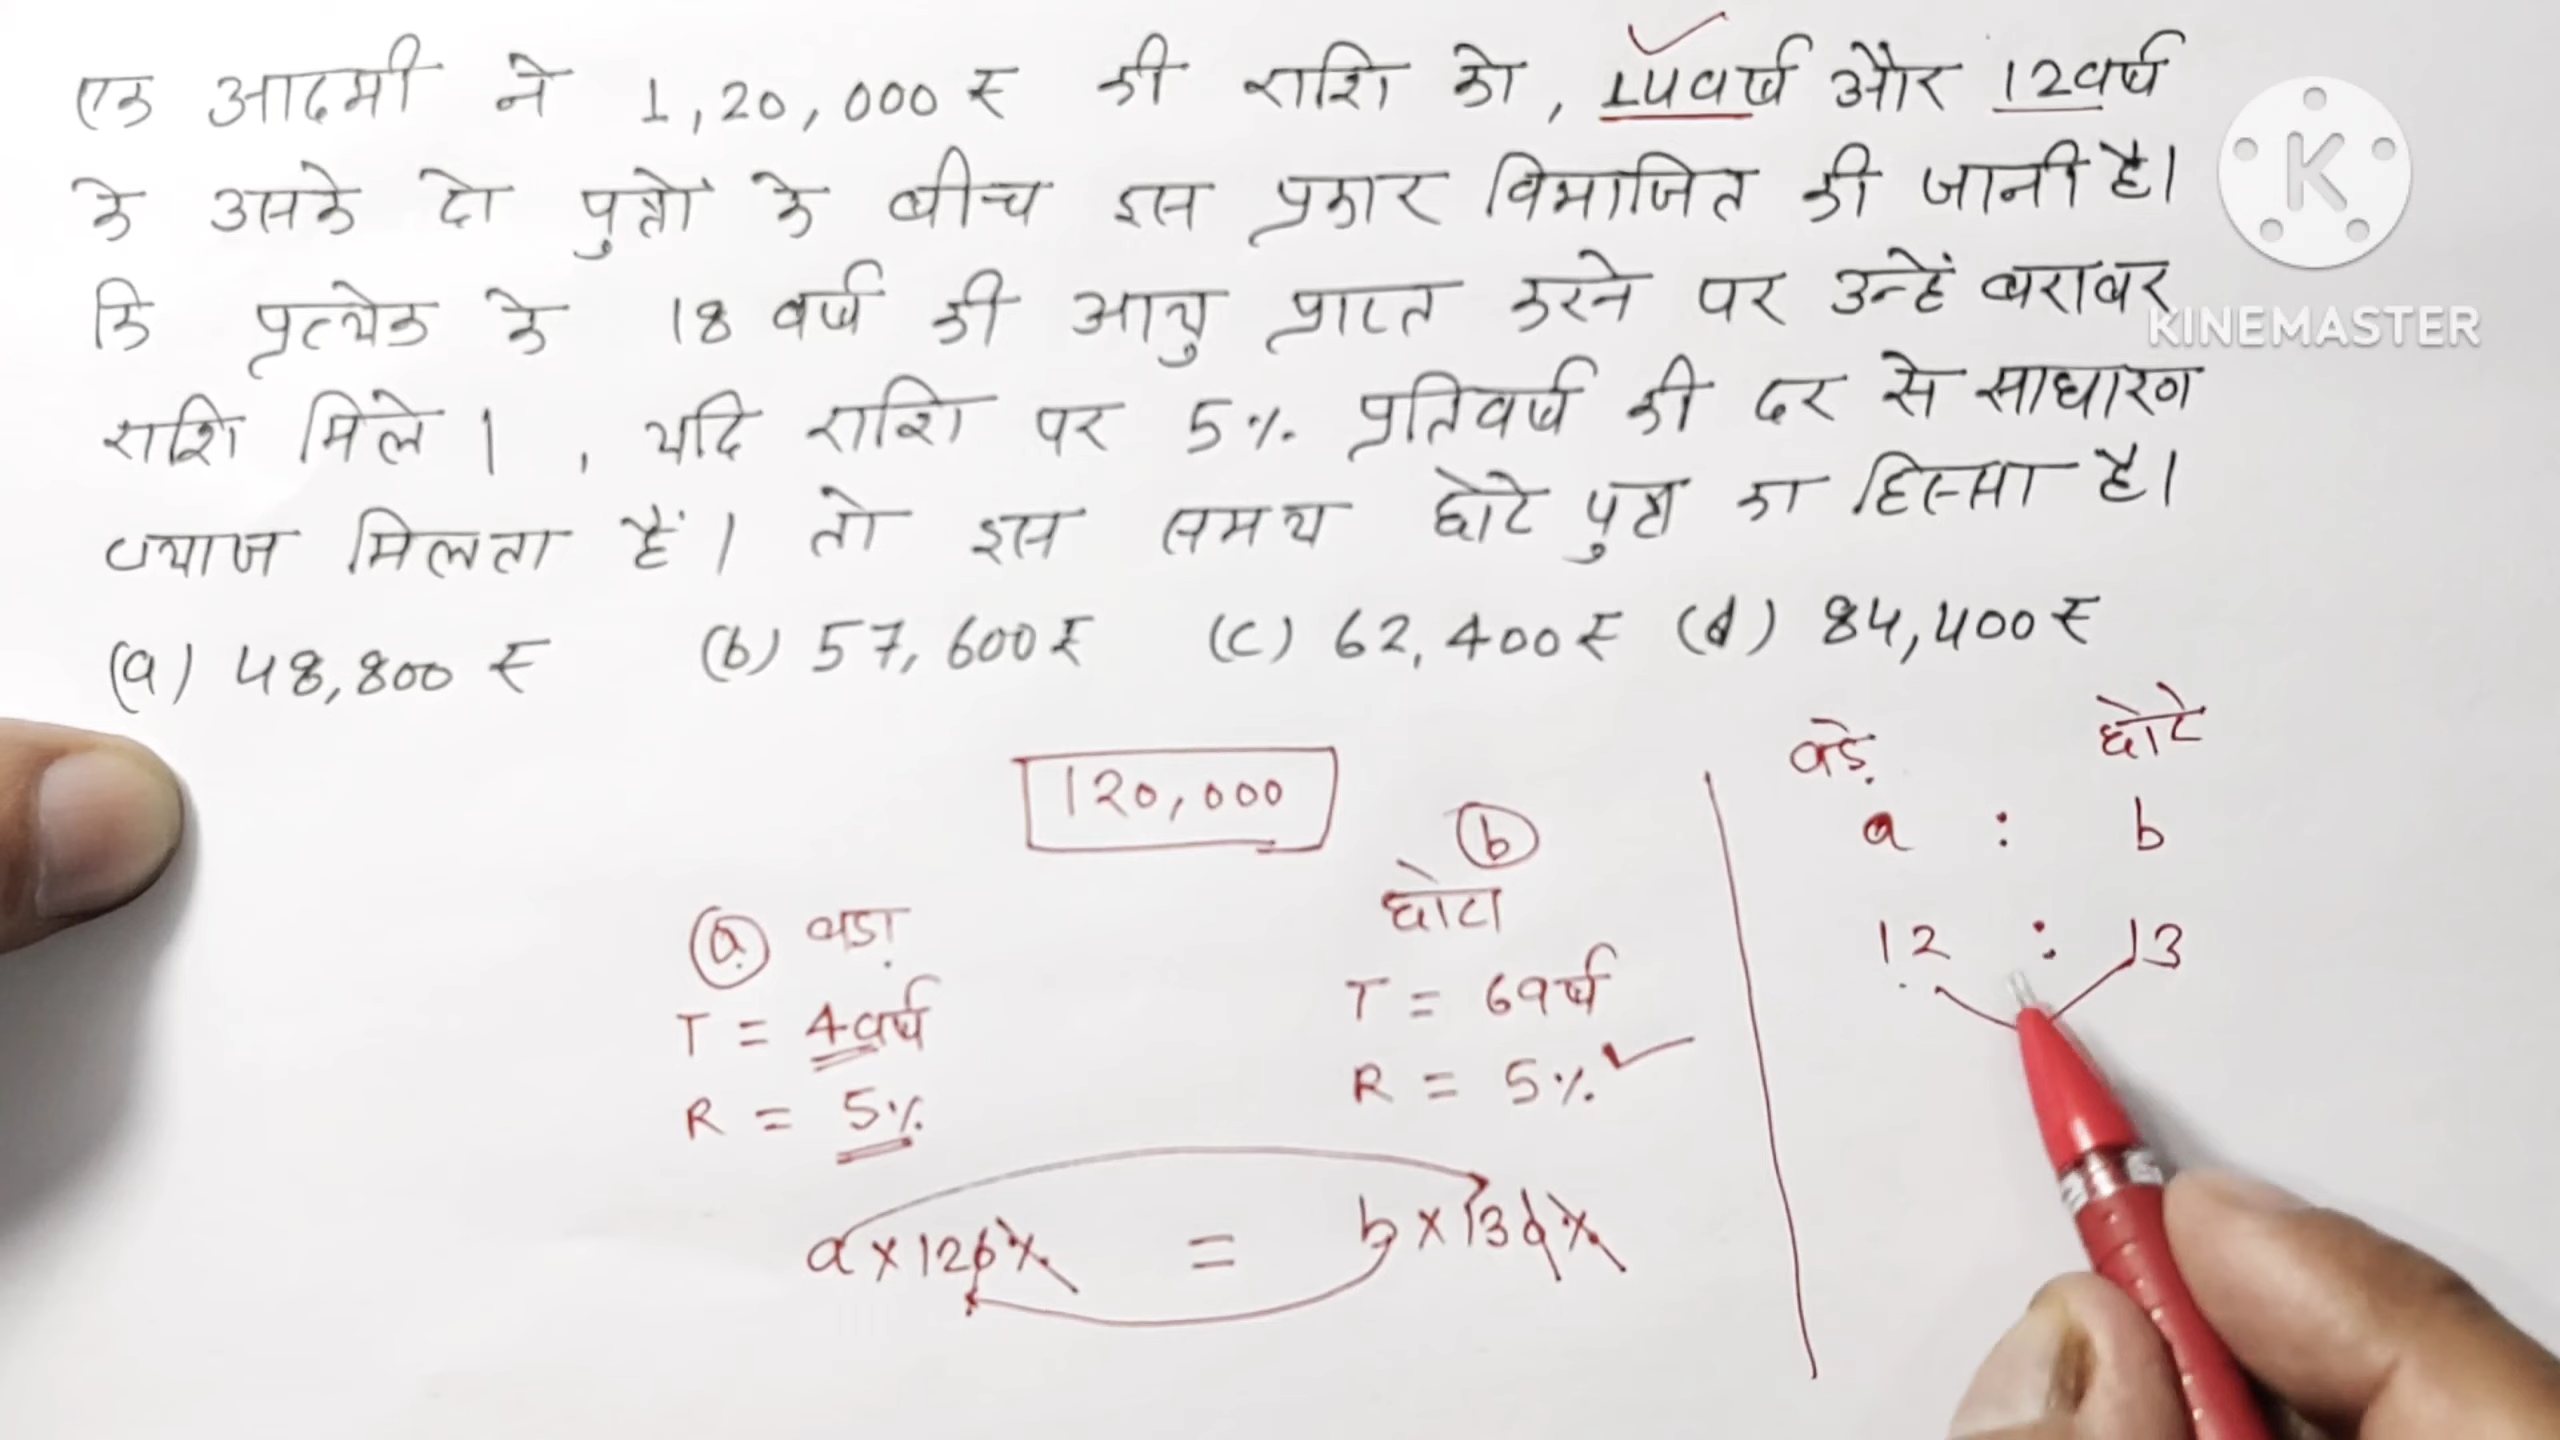 एक आदमी ने 1,20,000 ₹ की राशि को, 14वर्ष और 12वर्ष
के उसके दो पुत्रों के बीच इस प्रकार विभाजित की जानी है।
कि प्रत्येक के 18 वर्ष की आयु प्राप्त करने पर उन्हें बराबर
राशि मिले।, यदि राशि पर 5% प्रतिवर्ष की दर से साधारण
ब्याज मिलता हैं। तो इस समय छोटे पुत्र का हिस्सा है।
(a) 48,800 ₹ (b) 57,600 ₹ (c) 62,400 ₹ (d) 84,400 ₹
K
KINEMASTER
120,000
a बड़ा
T = 4वर्ष
R = 5%
b
छोटा
T = 6वर्ष
R = 5%
a×120% = b×130%
बड़े छोटे
a : b
12 : 13